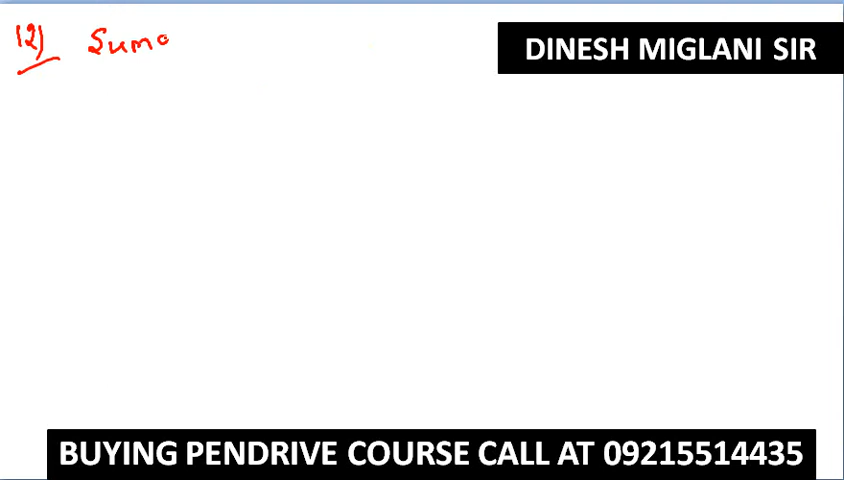 12) Sumo
DINESH MIGLANI SIR
BUYING PENDRIVE COURSE CALL AT 09215514435